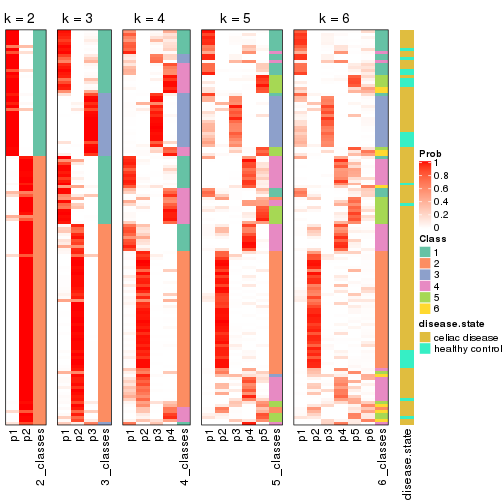 k = 2 k = 3 k = 4 k = 5 k = 6
Prob
1
0.8
0.6
0.4
0.2
0
Class
1
2
3
4
5
6
disease.state
celiac disease
healthy control
p1 p2 2_classes p1 p2 p3 3_classes p1 p2 p3 p4 4_classes p1 p2 p3 p4 p5 5_classes p1 p2 p3 p4 p5 p6 6_classes disease.state